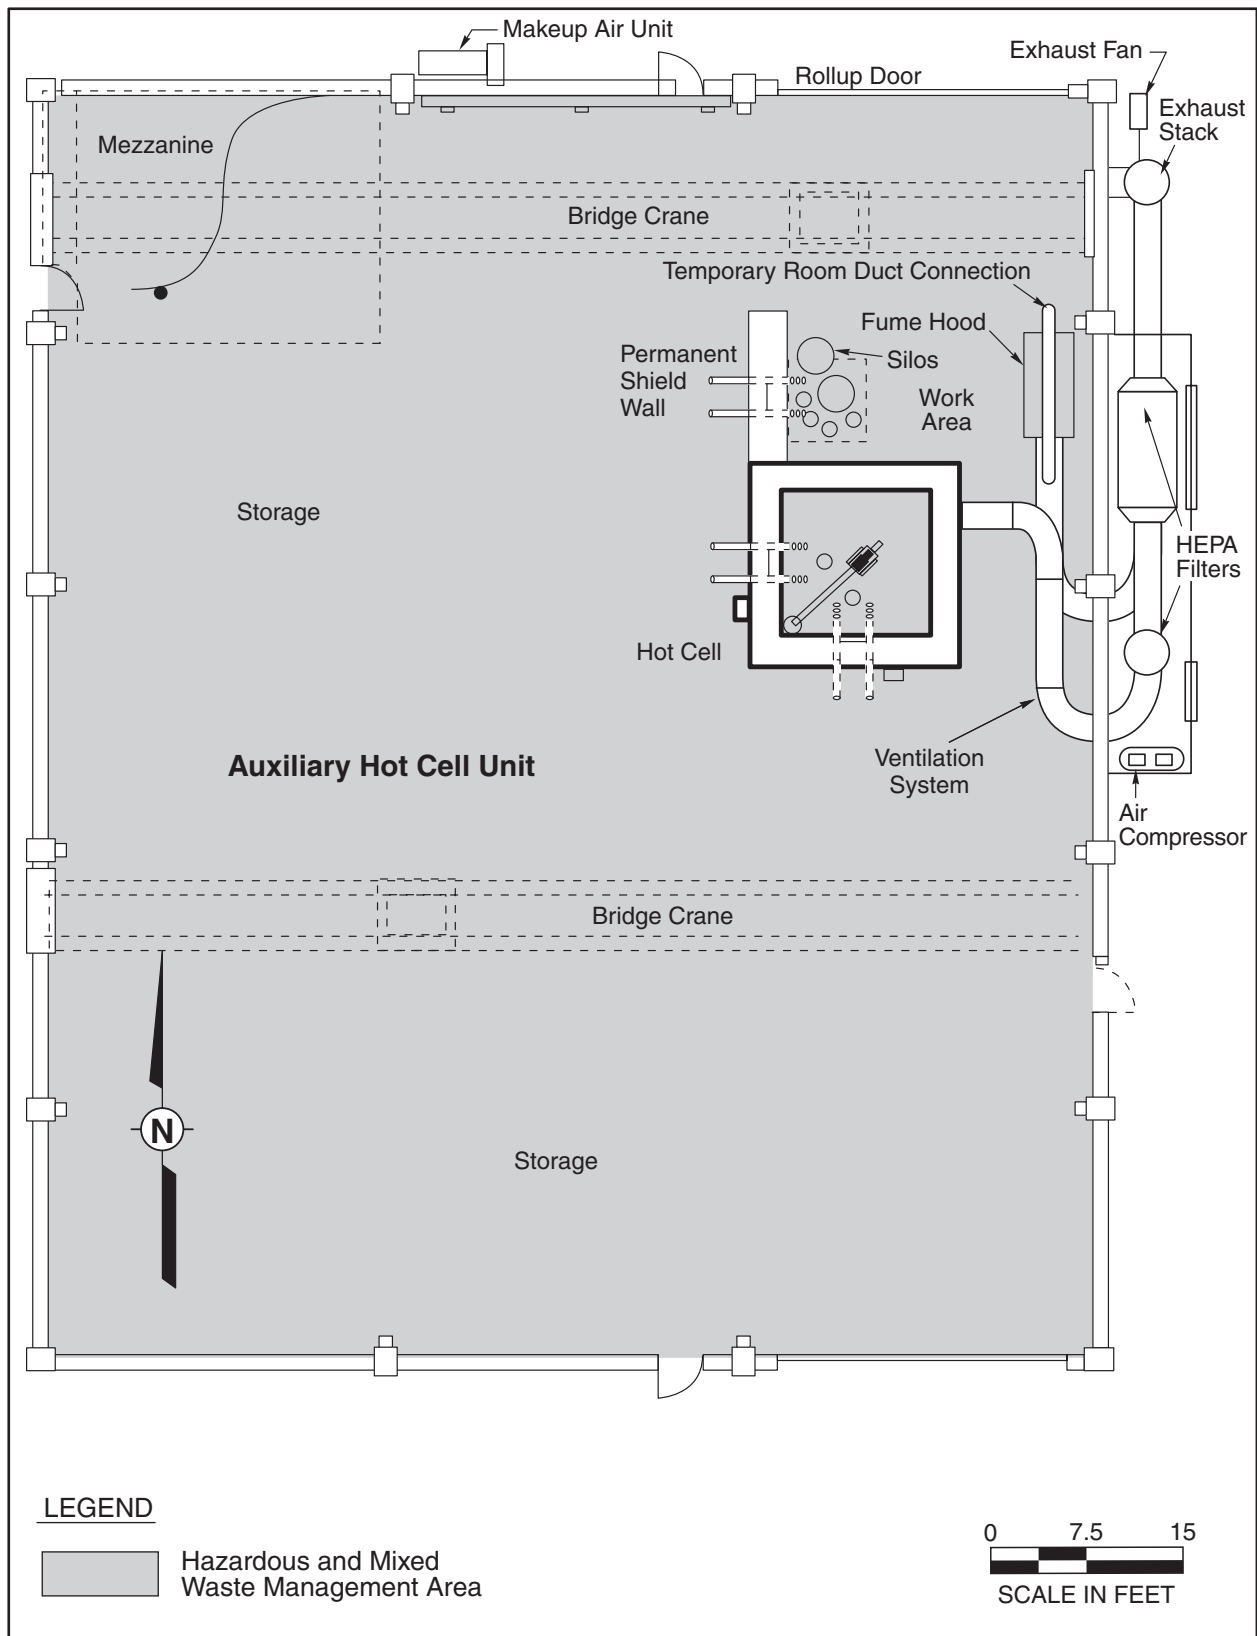 Makeup Air Unit
Exhaust Fan
Rollup Door
Exhaust
Stack
Mezzanine
Bridge Crane
Temporary Room Duct Connection
Fume Hood
Permanent
Shield
Wall
Silos
Work
Area
Storage
HEPA
Filters
Hot Cell
Auxiliary Hot Cell Unit
Ventilation
System
Air
Compressor
Bridge Crane
N
Storage
LEGEND
Hazardous and Mixed
Waste Management Area
0 7.5 15
SCALE IN FEET